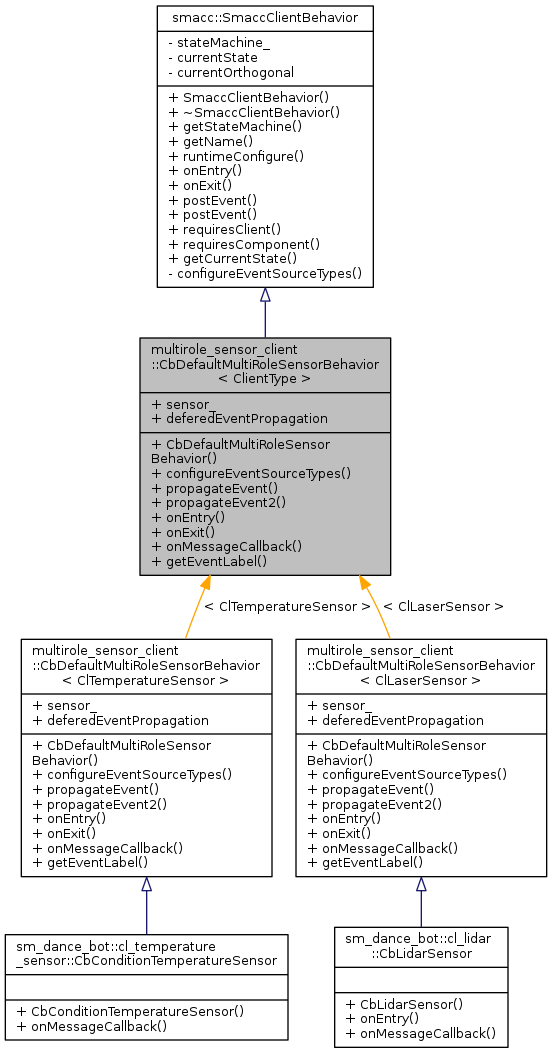 smacc::SmaccClientBehavior
- stateMachine_
- currentState
- currentOrthogonal
+ SmaccClientBehavior()
+ ~SmaccClientBehavior()
+ getStateMachine()
+ getName()
+ runtimeConfigure()
+ onEntry()
+ onExit()
+ postEvent()
+ postEvent()
+ requiresClient()
+ requiresComponent()
+ getCurrentState()
- configureEventSourceTypes()
multirole_sensor_client
::CbDefaultMultiRoleSensorBehavior
< ClientType >
+ sensor_
+ deferedEventPropagation
+ CbDefaultMultiRoleSensor
Behavior()
+ configureEventSourceTypes()
+ propagateEvent()
+ propagateEvent2()
+ onEntry()
+ onExit()
+ onMessageCallback()
+ getEventLabel()
< ClTemperatureSensor >
< ClLaserSensor >
multirole_sensor_client
::CbDefaultMultiRoleSensorBehavior
< ClTemperatureSensor >
+ sensor_
+ deferedEventPropagation
+ CbDefaultMultiRoleSensor
Behavior()
+ configureEventSourceTypes()
+ propagateEvent()
+ propagateEvent2()
+ onEntry()
+ onExit()
+ onMessageCallback()
+ getEventLabel()
multirole_sensor_client
::CbDefaultMultiRoleSensorBehavior
< ClLaserSensor >
+ sensor_
+ deferedEventPropagation
+ CbDefaultMultiRoleSensor
Behavior()
+ configureEventSourceTypes()
+ propagateEvent()
+ propagateEvent2()
+ onEntry()
+ onExit()
+ onMessageCallback()
+ getEventLabel()
sm_dance_bot::cl_temperature
_sensor::CbConditionTemperatureSensor
+ CbConditionTemperatureSensor()
+ onMessageCallback()
sm_dance_bot::cl_lidar
::CbLidarSensor
+ CbLidarSensor()
+ onEntry()
+ onMessageCallback()